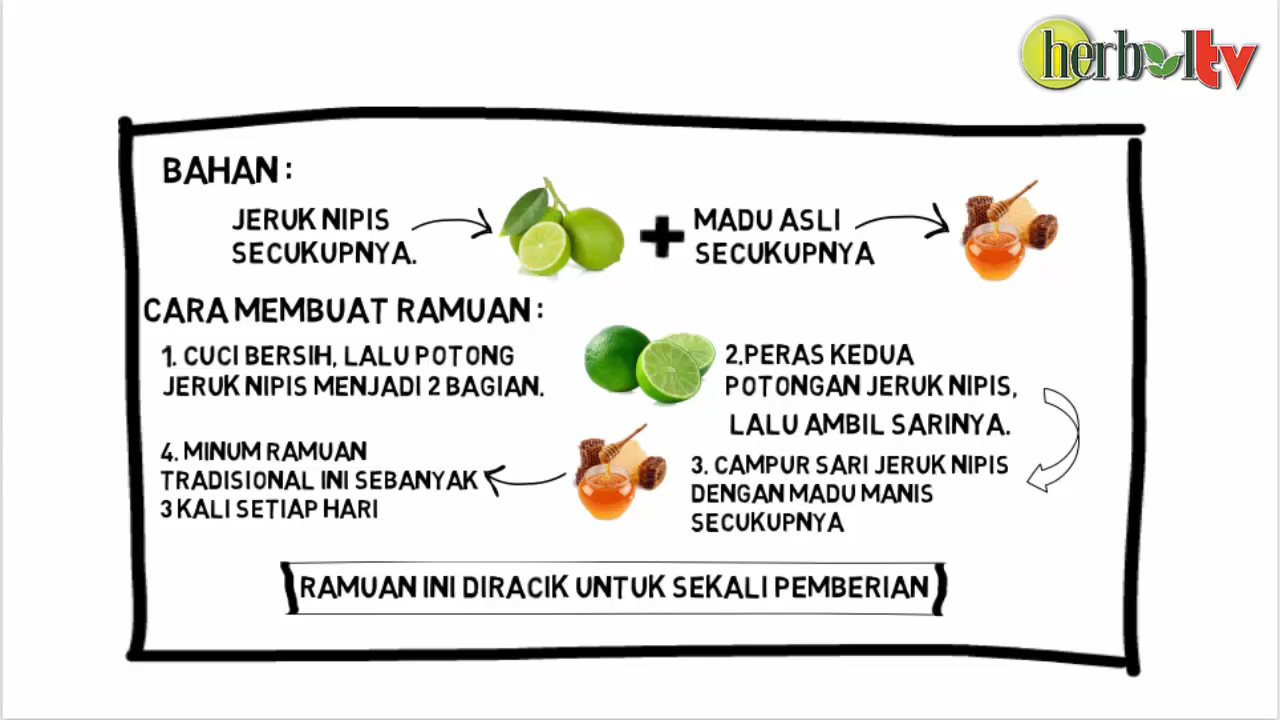 herbaltv
BAHAN :
JERUK NIPIS
SECUKUPNYA.
+
MADU ASLI
SECUKUPNYA
CARA MEMBUAT RAMUAN :
1. CUCI BERSIH, LALU POTONG
JERUK NIPIS MENJADI 2 BAGIAN.
2.PERAS KEDUA
POTONGAN JERUK NIPIS,
LALU AMBIL SARINYA.
3. CAMPUR SARI JERUK NIPIS
DENGAN MADU MANIS
SECUKUPNYA
4. MINUM RAMUAN
TRADISIONAL INI SEBANYAK
3 KALI SETIAP HARI
RAMUAN INI DIRACIK UNTUK SEKALI PEMBERIAN